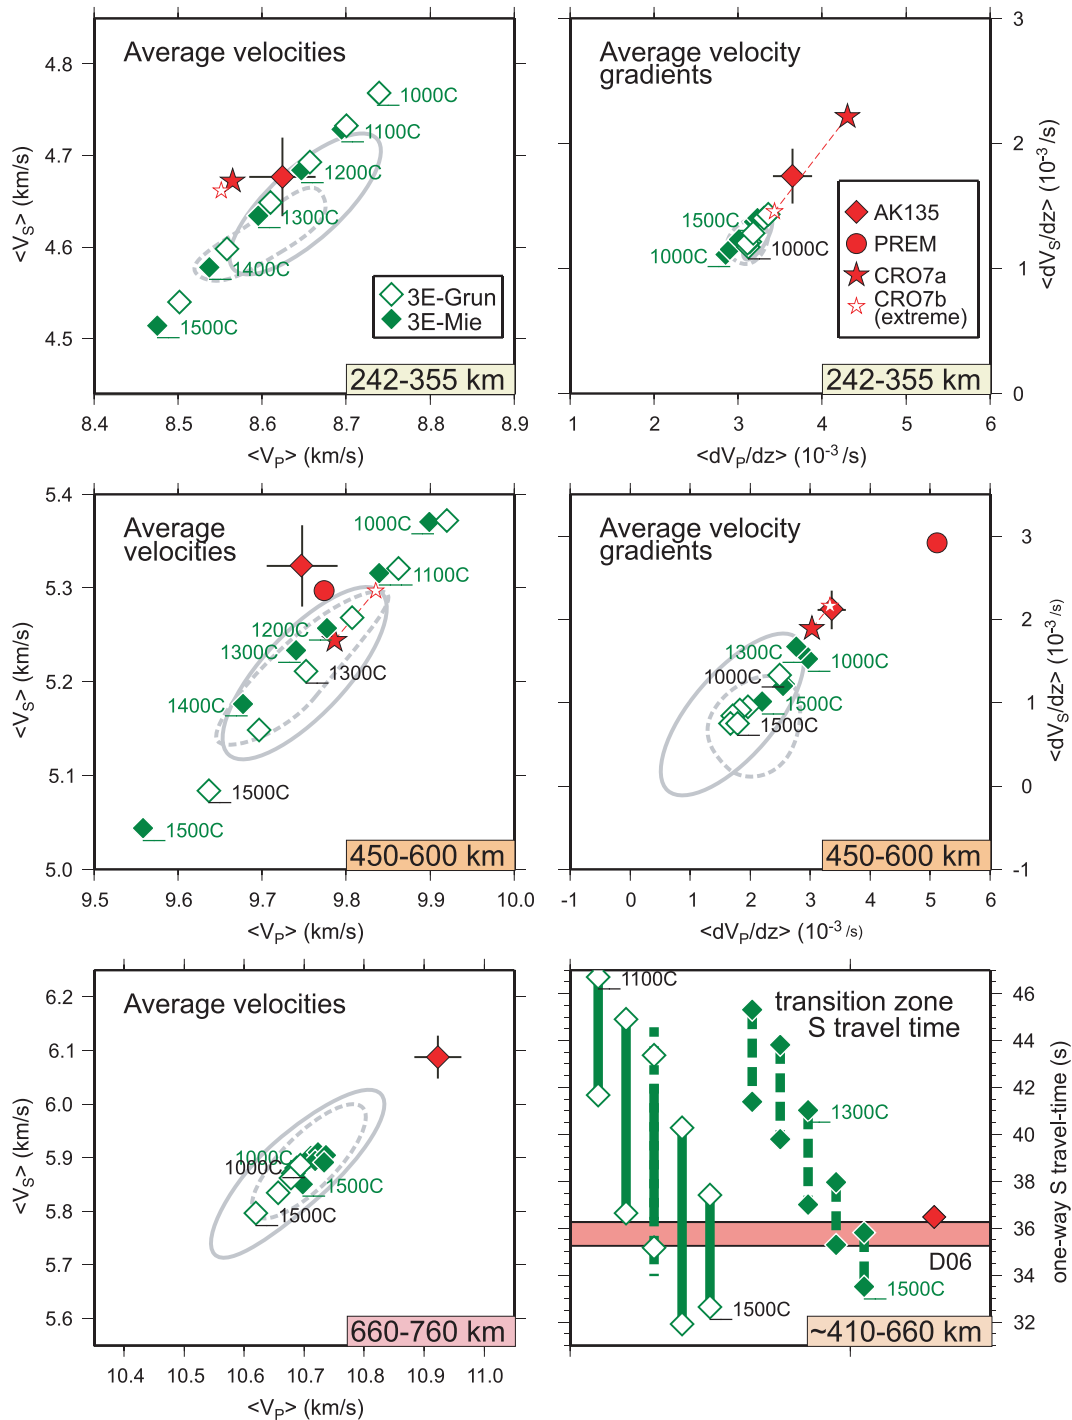 Average velocities
4.8
4.7
4.6
4.5
<V_S> (km/s)
1000C
1100C
1200C
1300C
1400C
1500C
3E-Grun
3E-Mie
242-355 km
8.4 8.5 8.6 8.7 8.8 8.9
<V_P> (km/s)
Average velocity
gradients
3
2
1
0
<dV_S/dz> (10⁻³/s)
1500C
1000C
1000C
AK135
PREM
CRO7a
CRO7b
(extreme)
242-355 km
1 2 3 4 5 6
<dV_P/dz> (10⁻³/s)
Average
velocities
5.4
5.3
5.2
5.1
5.0
<V_S> (km/s)
1000C
1100C
1200C
1300C
1300C
1400C
1500C
1500C
450-600 km
9.5 9.6 9.7 9.8 9.9 10.0
<V_P> (km/s)
Average velocity
gradients
3
2
1
0
-1
<dV_S/dz> (10⁻³/s)
1300C
1000C
1000C
1500C
1500C
450-600 km
-1 0 1 2 3 4 5 6
<dV_P/dz> (10⁻³/s)
Average velocities
6.2
6.1
6.0
5.9
5.8
5.7
5.6
<V_S> (km/s)
1000C
1000C
1500C
1500C
660-760 km
10.4 10.5 10.6 10.7 10.8 10.9 11.0
<V_P> (km/s)
1100C
transition zone
S travel time
46
44
42
40
38
36
34
32
one-way S travel-time (s)
1300C
D06
1500C
1500C
~410-660 km